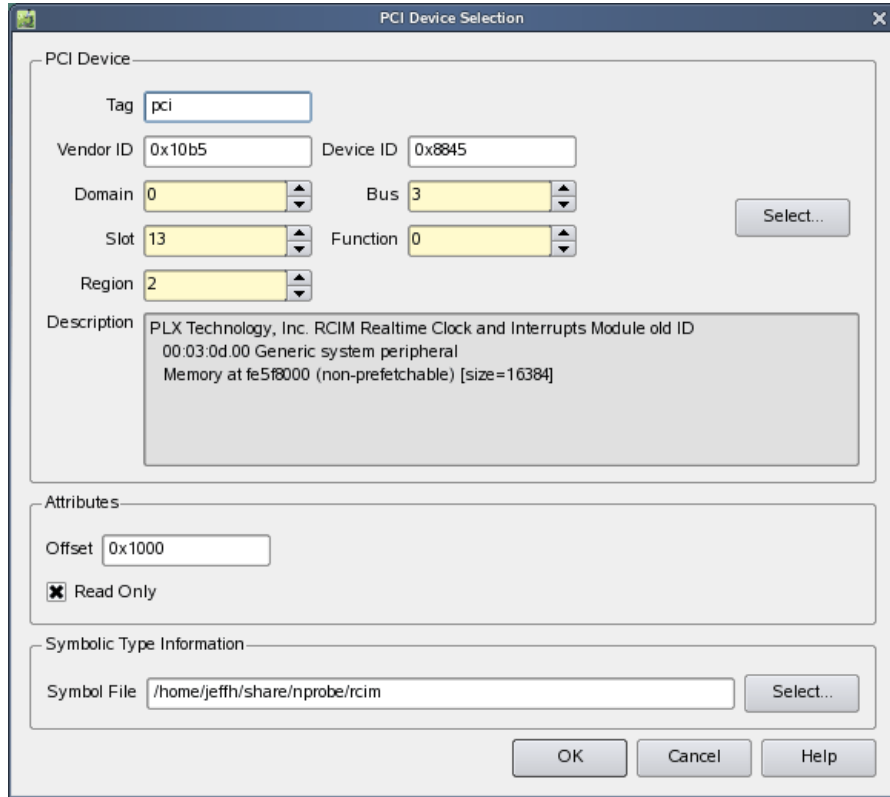 PCI Device Selection
PCI Device
Tag pci
Vendor ID 0x10b5 Device ID 0x8845
Domain 0 Bus 3
Select...
Slot 13 Function 0
Region 2
Description PLX Technology, Inc. RCIM Realtime Clock and Interrupts Module old ID
00:03:0d.00 Generic system peripheral
Memory at fe5f8000 (non-prefetchable) [size=16384]
Attributes
Offset 0x1000
Read Only
Symbolic Type Information
Symbol File /home/jeffh/share/nprobe/rcim Select...
OK Cancel Help